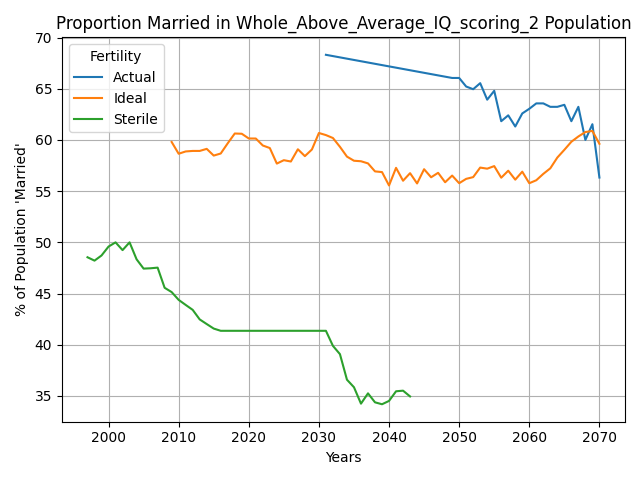 Proportion Married in Whole_Above_Average_IQ_scoring_2 Population
Fertility
Actual
Ideal
Sterile
% of Population 'Married'
70
65
60
55
50
45
40
35
2000 2010 2020 2030 2040 2050 2060 2070
Years